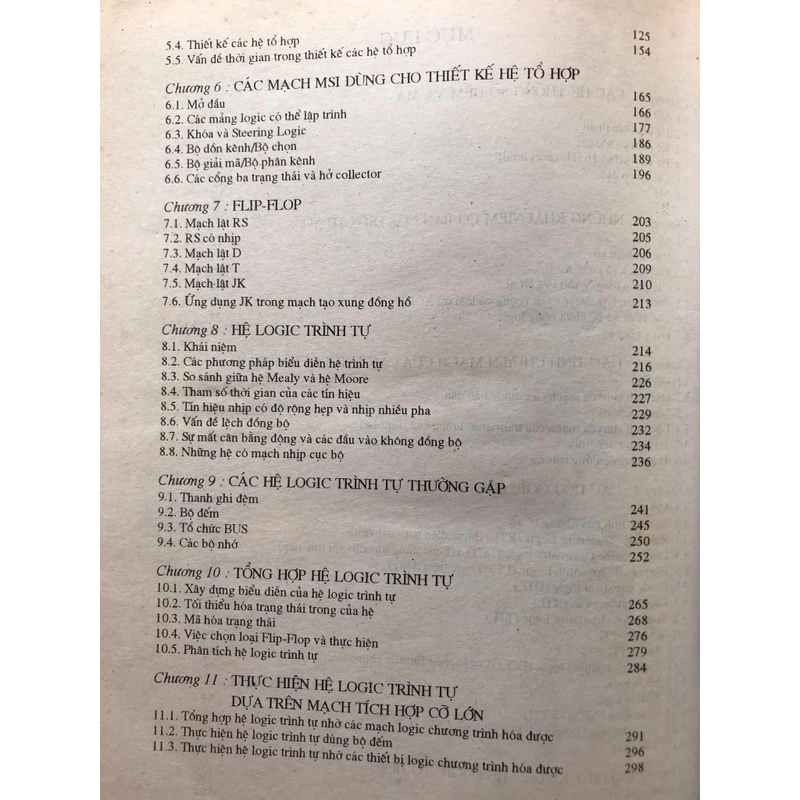 5.4. Thiết kế các hệ tổ hợp 125
5.5. Vấn đề thời gian trong thiết kế các hệ tổ hợp 154
Chương 6 : CÁC MẠCH MSI DÙNG CHO THIẾT KẾ HỆ TỔ HỢP
6.1. Mở đầu 165
6.2. Các mảng logic có thể lập trình 166
6.3. Khóa và Steering Logic 177
6.4. Bộ dồn kênh/Bộ chọn 186
6.5. Bộ giải mã/Bộ phân kênh 189
6.6. Các cổng ba trạng thái và hở collector 196
Chương 7 : FLIP-FLOP
7.1. Mạch lật RS 203
7.2. RS có nhịp 205
7.3. Mạch lật D 206
7.4. Mạch lật T 209
7.5. Mạch lật JK 210
7.6. Ứng dụng JK trong mạch tạo xung đồng hồ 213
Chương 8 : HỆ LOGIC TRÌNH TỰ
8.1. Khái niệm 214
8.2. Các phương pháp biểu diễn hệ trình tự 216
8.3. So sánh giữa hệ Mealy và hệ Moore 226
8.4. Tham số thời gian của các tín hiệu 227
8.5. Tín hiệu nhịp có độ rộng hẹp và nhịp nhiều pha 229
8.6. Vấn đề lệch đồng bộ 232
8.7. Sự mất cân bằng động và các đầu vào không đồng bộ 234
8.8. Những hệ có mạch nhịp cục bộ 236
Chương 9 : CÁC HỆ LOGIC TRÌNH TỰ THƯỜNG GẶP
9.1. Thanh ghi đệm 241
9.2. Bộ đếm 245
9.3. Tổ chức BUS 250
9.4. Các bộ nhớ 252
Chương 10 : TỔNG HỢP HỆ LOGIC TRÌNH TỰ
10.1. Xây dựng biểu diễn của hệ logic trình tự 265
10.2. Tối thiểu hóa trạng thái trong của hệ 268
10.3. Mã hóa trạng thái 276
10.4. Việc chọn loại Flip-Flop và thực hiện 279
10.5. Phân tích hệ logic trình tự 284
Chương 11 : THỰC HIỆN HỆ LOGIC TRÌNH TỰ
DỰA TRÊN MẠCH TÍCH HỢP CỠ LỚN
11.1. Tổng hợp hệ logic trình tự nhờ các mạch logic chương trình hóa được 291
11.2. Thực hiện hệ logic trình tự dùng bộ đếm 296
11.3. Thực hiện hệ logic trình tự nhờ các thiết bị logic chương trình hóa được 298